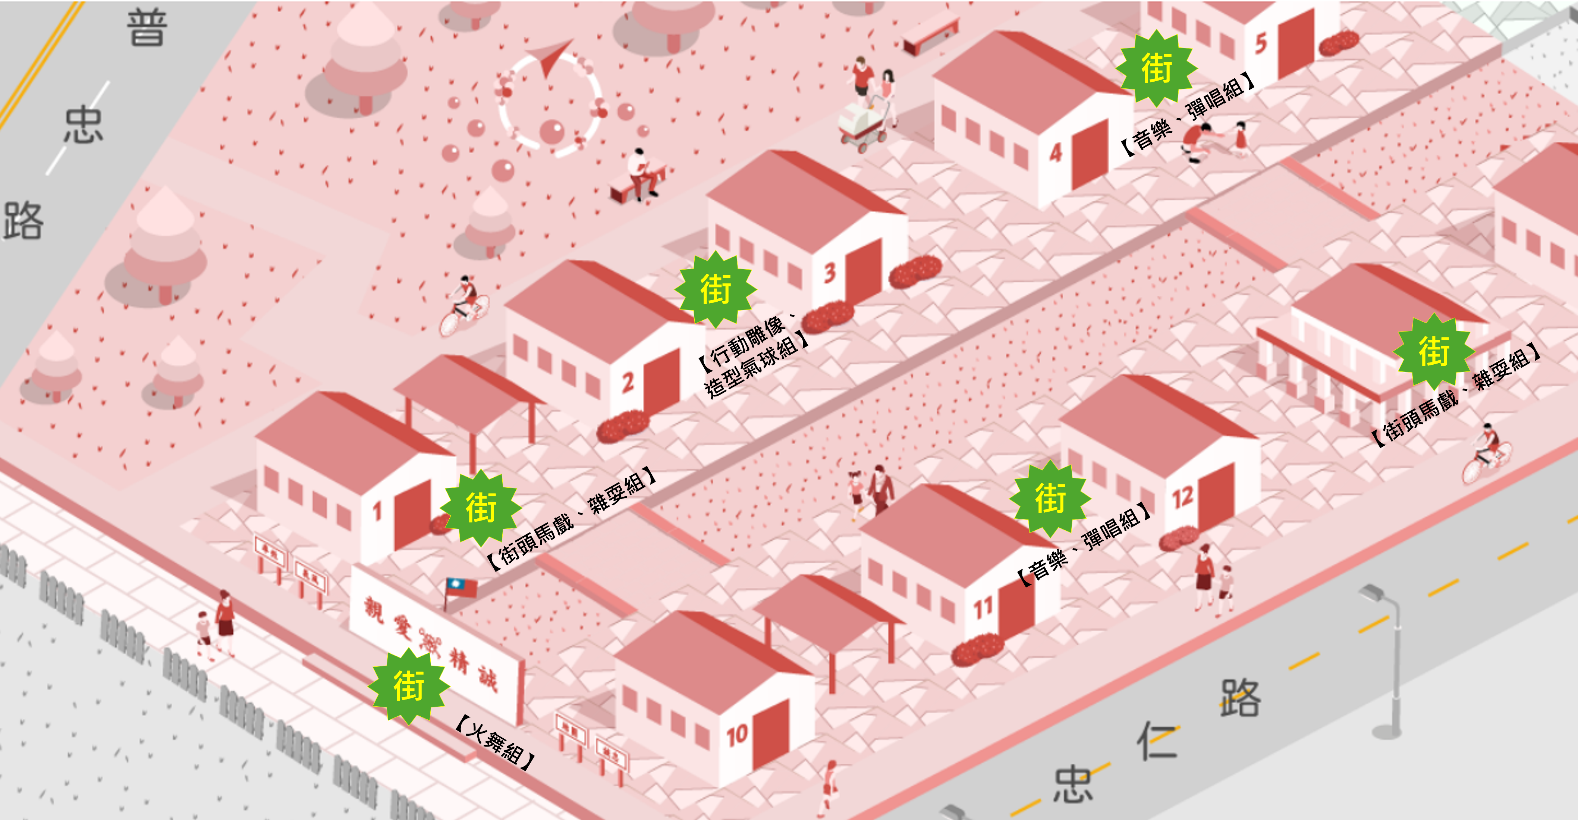 普
忠
路
5
街
【音樂、彈唱組】
4
3
街
【行動雕像、
造型氣球組】
2
街
【街頭馬戲、雜耍組】
1
街
【街頭馬戲、雜耍組】
12
街
【音樂、彈唱組】
11
親愛精誠
街
【火舞組】
10
路
仁
忠